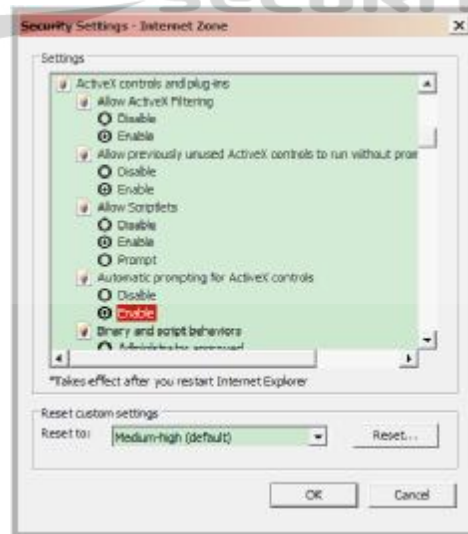 SECURIT
Security Settings - Internet Zone
Settings
ActiveX controls and plug-ins
Allow ActiveX Filtering
Disable
Enable
Allow previously unused ActiveX controls to run without prom
Disable
Enable
Allow Scriptlets
Disable
Enable
Prompt
Automatic prompting for ActiveX controls
Disable
Enable
Binary and script behaviors
Administrator approved
*Takes effect after you restart Internet Explorer
Reset custom settings
Reset to: Medium-high (default) Reset...
OK Cancel